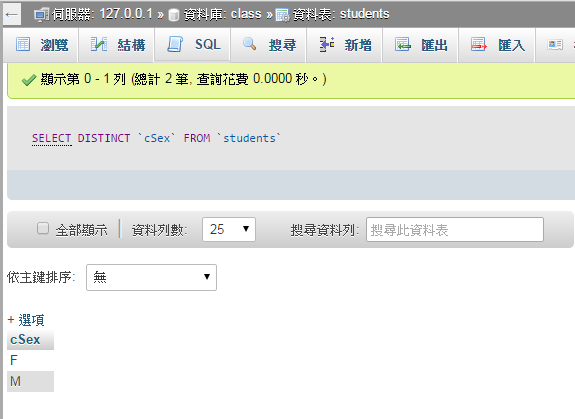 伺服器: 127.0.0.1 » 資料庫: class » 資料表: students
瀏覽 結構 SQL 搜尋 新增 匯出 匯入
顯示第 0 - 1 列 (總計 2 筆, 查詢花費 0.0000 秒。)
SELECT DISTINCT `cSex` FROM `students`
全部顯示 資料列數: 25 搜尋資料列: 搜尋此資料表
依主鍵排序: 無
+ 選項
cSex
F
M